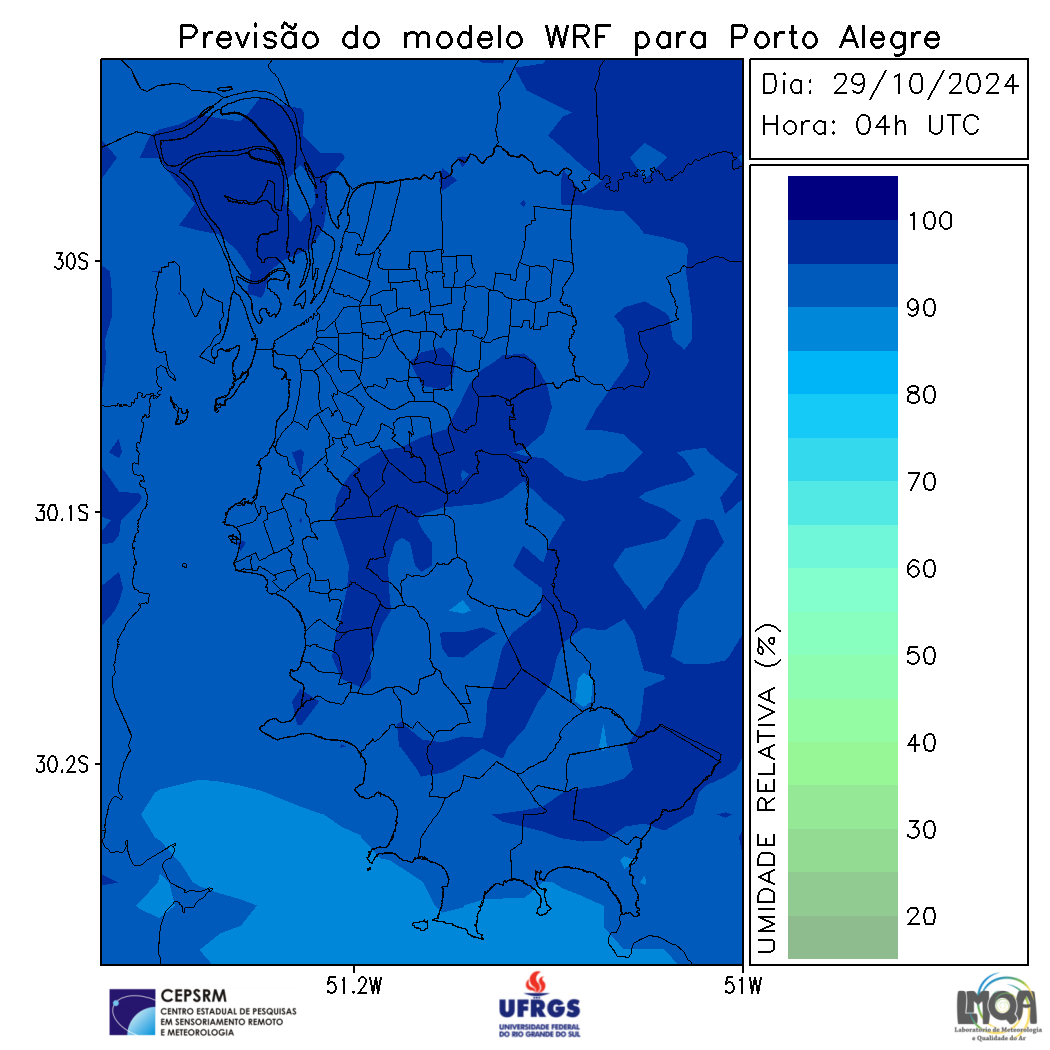 Previsão do modelo WRF para Porto Alegre
Dia: 29/10/2024
Hora: 04h UTC
30S
30.1S
30.2S
51.2W
51W
100
90
80
70
60
50
40
30
20
UMIDADE RELATIVA (%)
CEPSRM
CENTRO ESTADUAL DE PESQUISAS
EM SENSORIAMENTO REMOTO
E METEOROLOGIA
UFRGS
UNIVERSIDADE FEDERAL
DO RIO GRANDE DO SUL
LMQA
Laboratório de Meteorologia
e Qualidade do Ar